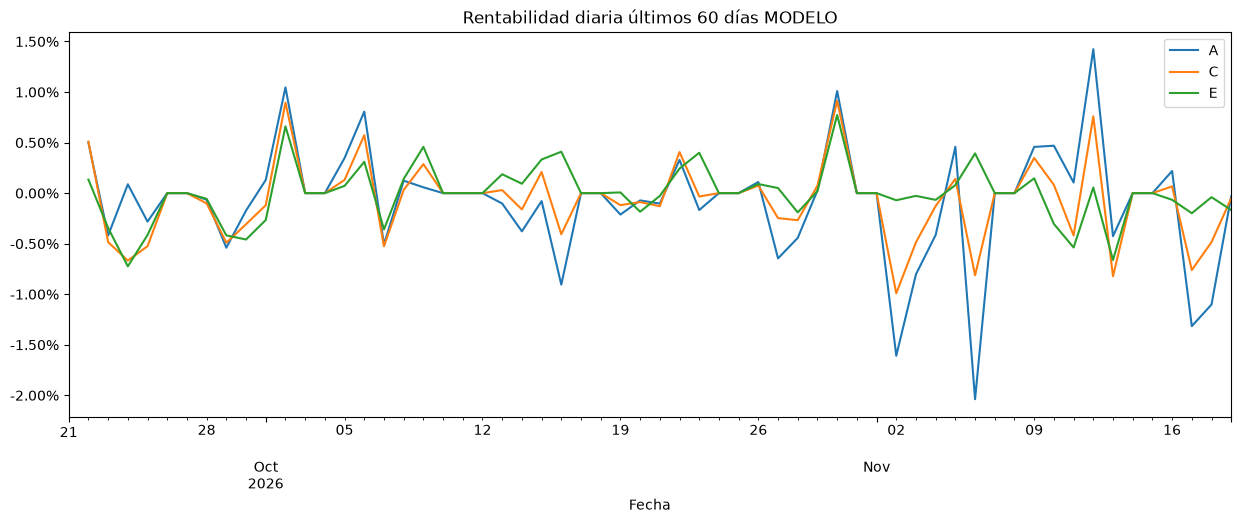 Rentabilidad diaria últimos 60 días MODELO
1.50%
1.00%
0.50%
0.00%
-0.50%
-1.00%
-1.50%
-2.00%
A
C
E
21 28 05 12 19 26 02 09 16
Oct Nov
2026
Fecha